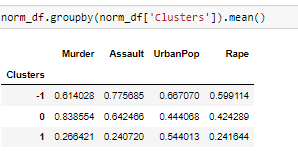 norm_df.groupby(norm_df['Clusters']).mean()
Murder Assault UrbanPop Rape
Clusters
-1 0.614028 0.775685 0.667070 0.599114
0 0.838554 0.642466 0.444068 0.424289
1 0.266421 0.240720 0.544013 0.241644